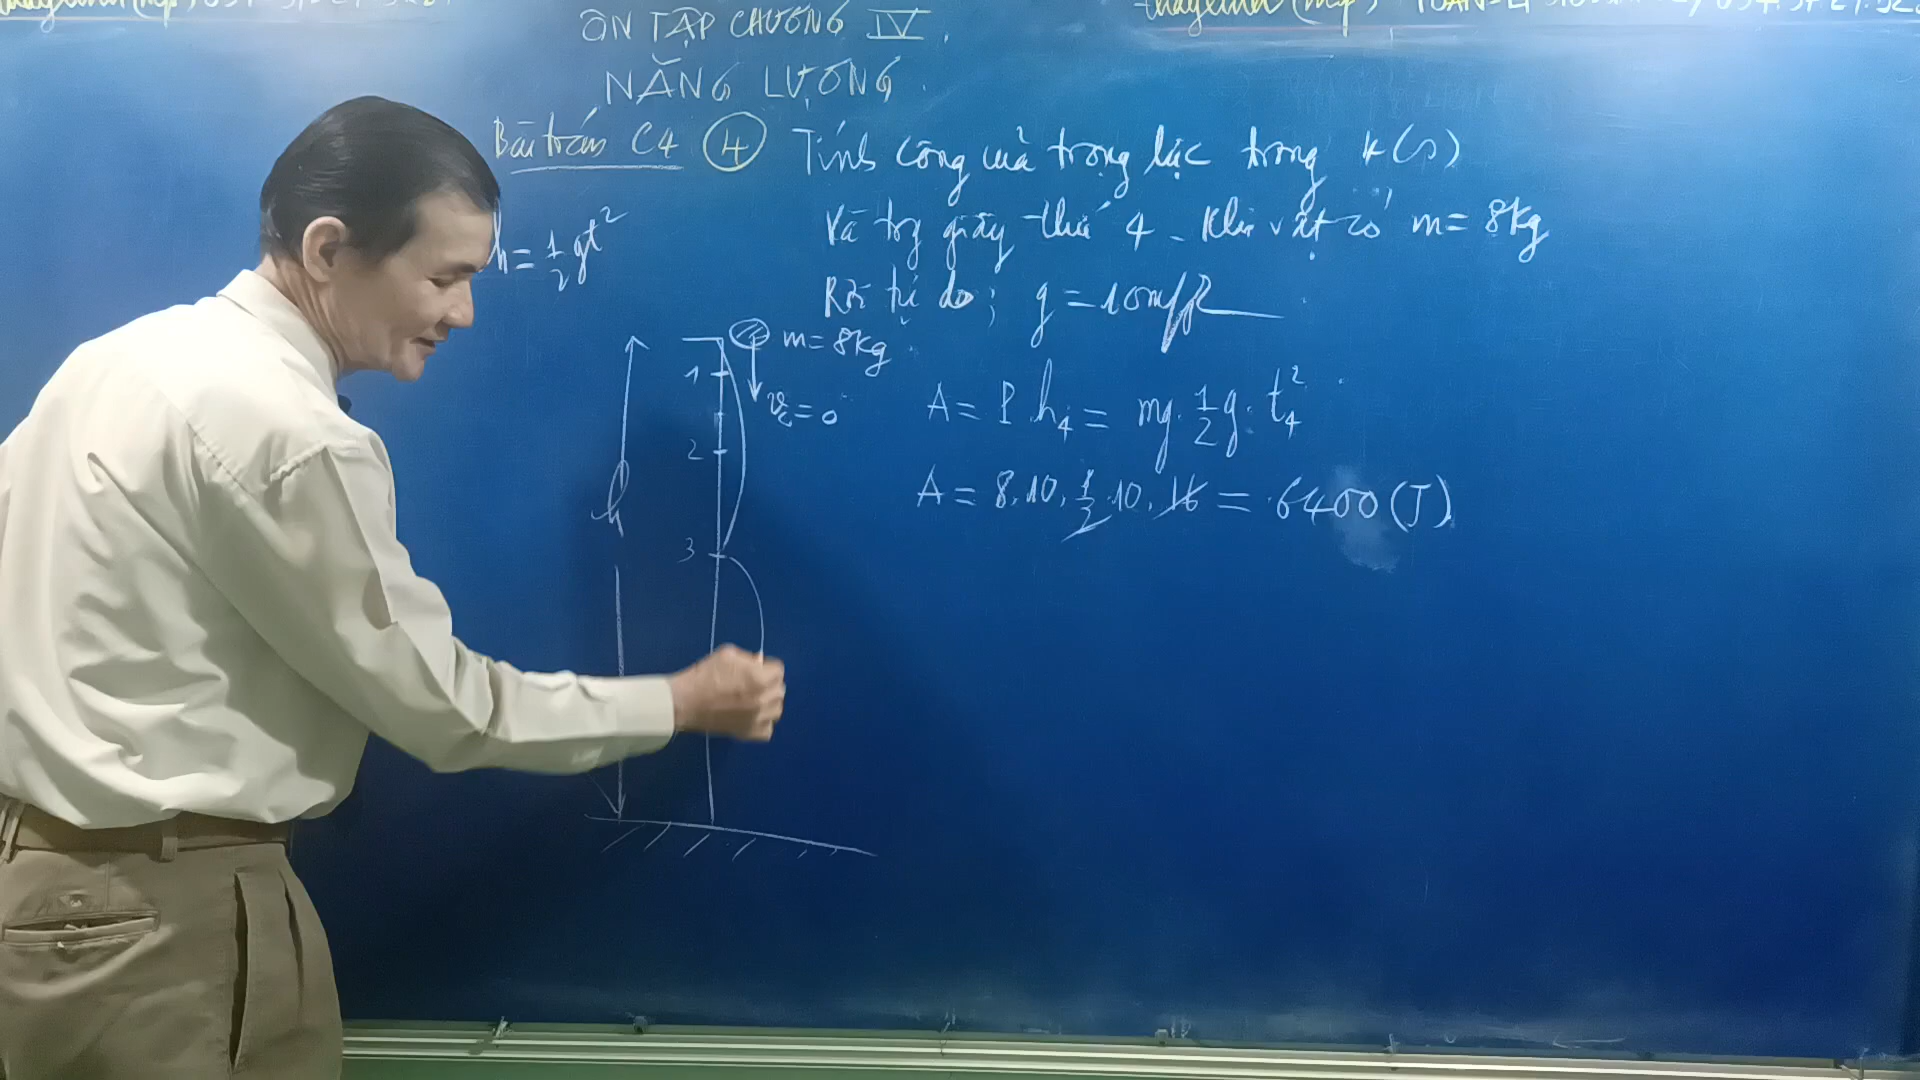 ÔN TẬP CHƯƠNG IV.
NĂNG LƯỢNG.
Bài toán C4 ④ Tính công của trọng lực trong 4(s)
Và trg giây thứ 4 - khi vật có m = 8kg
Rơi tự do ; g = 10m/s²
h = 1/2 gt²
m = 8kg
1
v₀ = 0
2
h
3
A = P.h₄ = mg.1/2 g.t₄²
A = 8.10.1/2.10.16 = 6400(J).